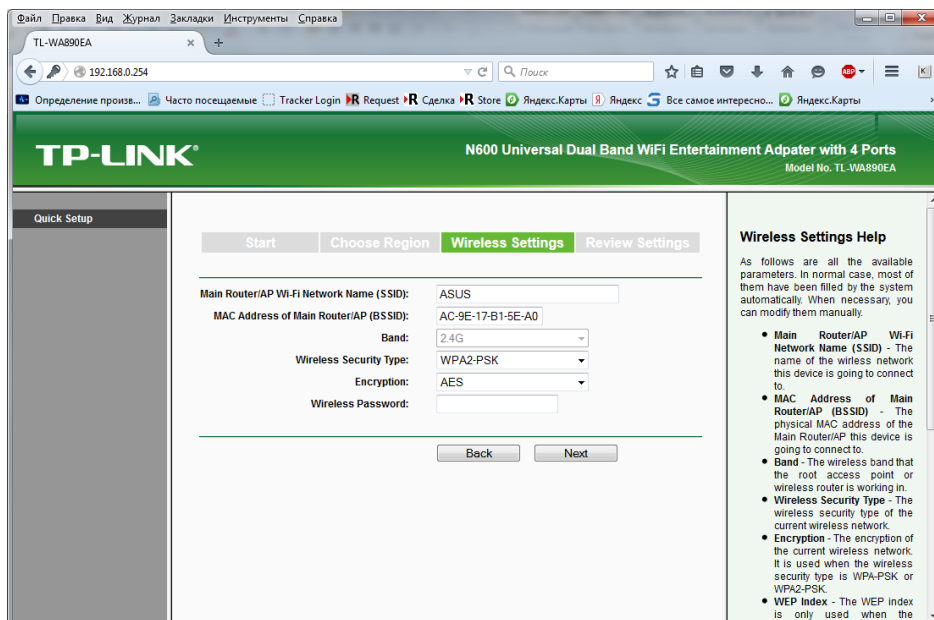 Файл Правка Вид Журнал Закладки Инструменты Справка
TL-WA890EA
192.168.0.254
Поиск
ABP
Определение произв... Часто посещаемые Tracker Login Request Сделка Store Яндекс.Карты Яндекс Все самое интересно... Яндекс.Карты
TP-LINK®
N600 Universal Dual Band WiFi Entertainment Adpater with 4 Ports
Model No. TL-WA890EA
Quick Setup
Start Choose Region Wireless Settings Review Settings
Main Router/AP Wi-Fi Network Name (SSID): ASUS
MAC Address of Main Router/AP (BSSID): AC-9E-17-B1-5E-A0
Band: 2.4G
Wireless Security Type: WPA2-PSK
Encryption: AES
Wireless Password:
Back Next
Wireless Settings Help
As follows are all the available
parameters. In normal case, most of
them have been filled by the system
automatically. When necessary, you
can modify them manually.
Main Router/AP Wi-Fi
Network Name (SSID) - The
name of the wirless network
this device is going to connect
to.
MAC Address of Main
Router/AP (BSSID) - The
physical MAC address of the
Main Router/AP this device is
going to connect to.
Band - The wireless band that
the root access point or
wireless router is working in.
Wireless Security Type - The
wireless security type of the
current wireless network.
Encryption - The encryption of
the current wireless network.
It is used when the wireless
security type is WPA-PSK or
WPA2-PSK.
WEP Index - The WEP index
is only used when the